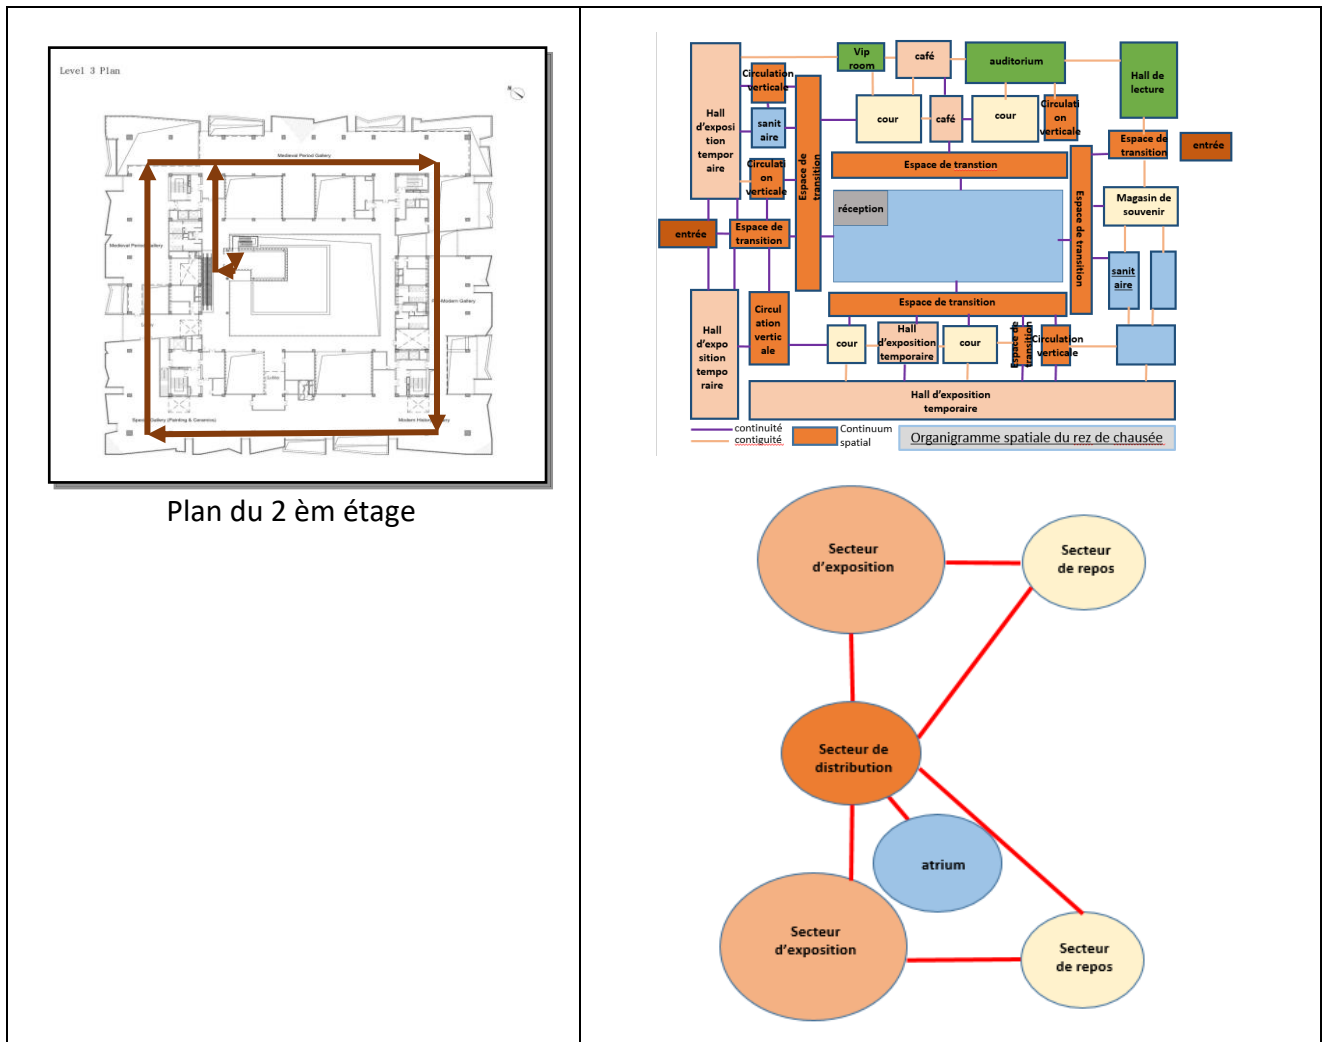 Level 3 Plan
N
Medieval Period Gallery
Medieval Period Gallery
Modern Gallery
Plan du 2 èm étage
Vip
room
café
auditorium
Hall de
lecture
Circulation
verticale
Hall
d'exposi
tion
tempor
aire
sanit
aire
Espace de
transition
cour
café
cour
Circulati
on
verticale
Espace de
transition
entrée
Espace de transtion
Circulati
on
verticale
réception
Espace de transition
Magasin de
souvenir
entrée
Espace de
transition
sanit
aire
Espace de transition
Hall
d'expo
sition
tempo
raire
Circul
ation
vertic
ale
cour
Hall
d'exposition
temporaire
cour
Espace de
transition
Circulation
verticale
Hall d'exposition
temporaire
continuité
contiguité
Continuum
spatial
Organigramme spatiale du rez de chausée
Secteur
d'exposition
Secteur
de repos
Secteur de
distribution
atrium
Secteur
d'exposition
Secteur
de repos